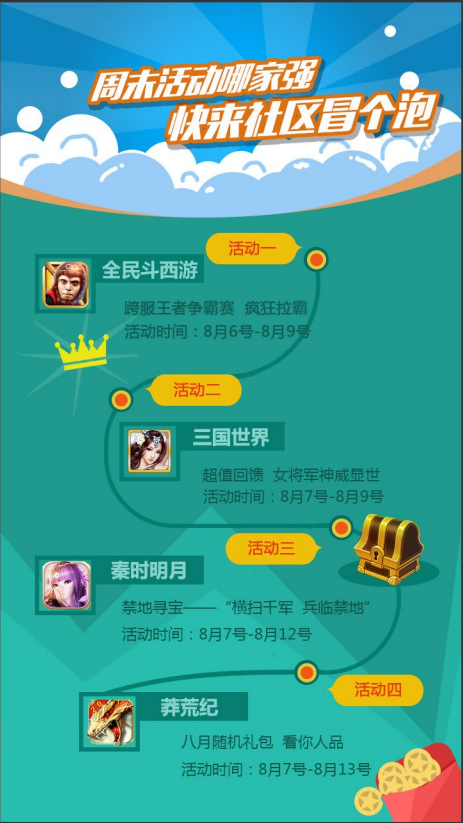 周末活动哪家强
快来社区冒个泡
活动一
全民斗西游
跨服王者争霸赛 疯狂拉霸
活动时间：8月6号-8月9号
活动二
三国世界
超值回馈 女将军神威显世
活动时间：8月7号-8月9号
活动三
秦时明月
禁地寻宝——“横扫千军 兵临禁地”
活动时间：8月7号-8月12号
活动四
莽荒纪
八月随机礼包 看你人品
活动时间：8月7号-8月13号